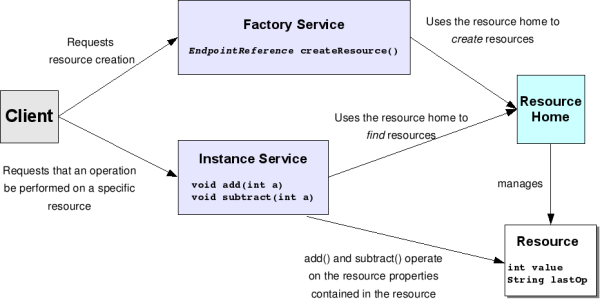 Factory Service
EndpointReference createResource()
Uses the resource home to
create resources
Requests
resource creation
Client
Resource
Home
Uses the resource home to
find resources
Instance Service
void add(int a)
void subtract(int a)
Requests that an operation
be performed on a specific
resource
manages
Resource
int value
String lastOp
add() and subtract() operate
on the resource properties
contained in the resource